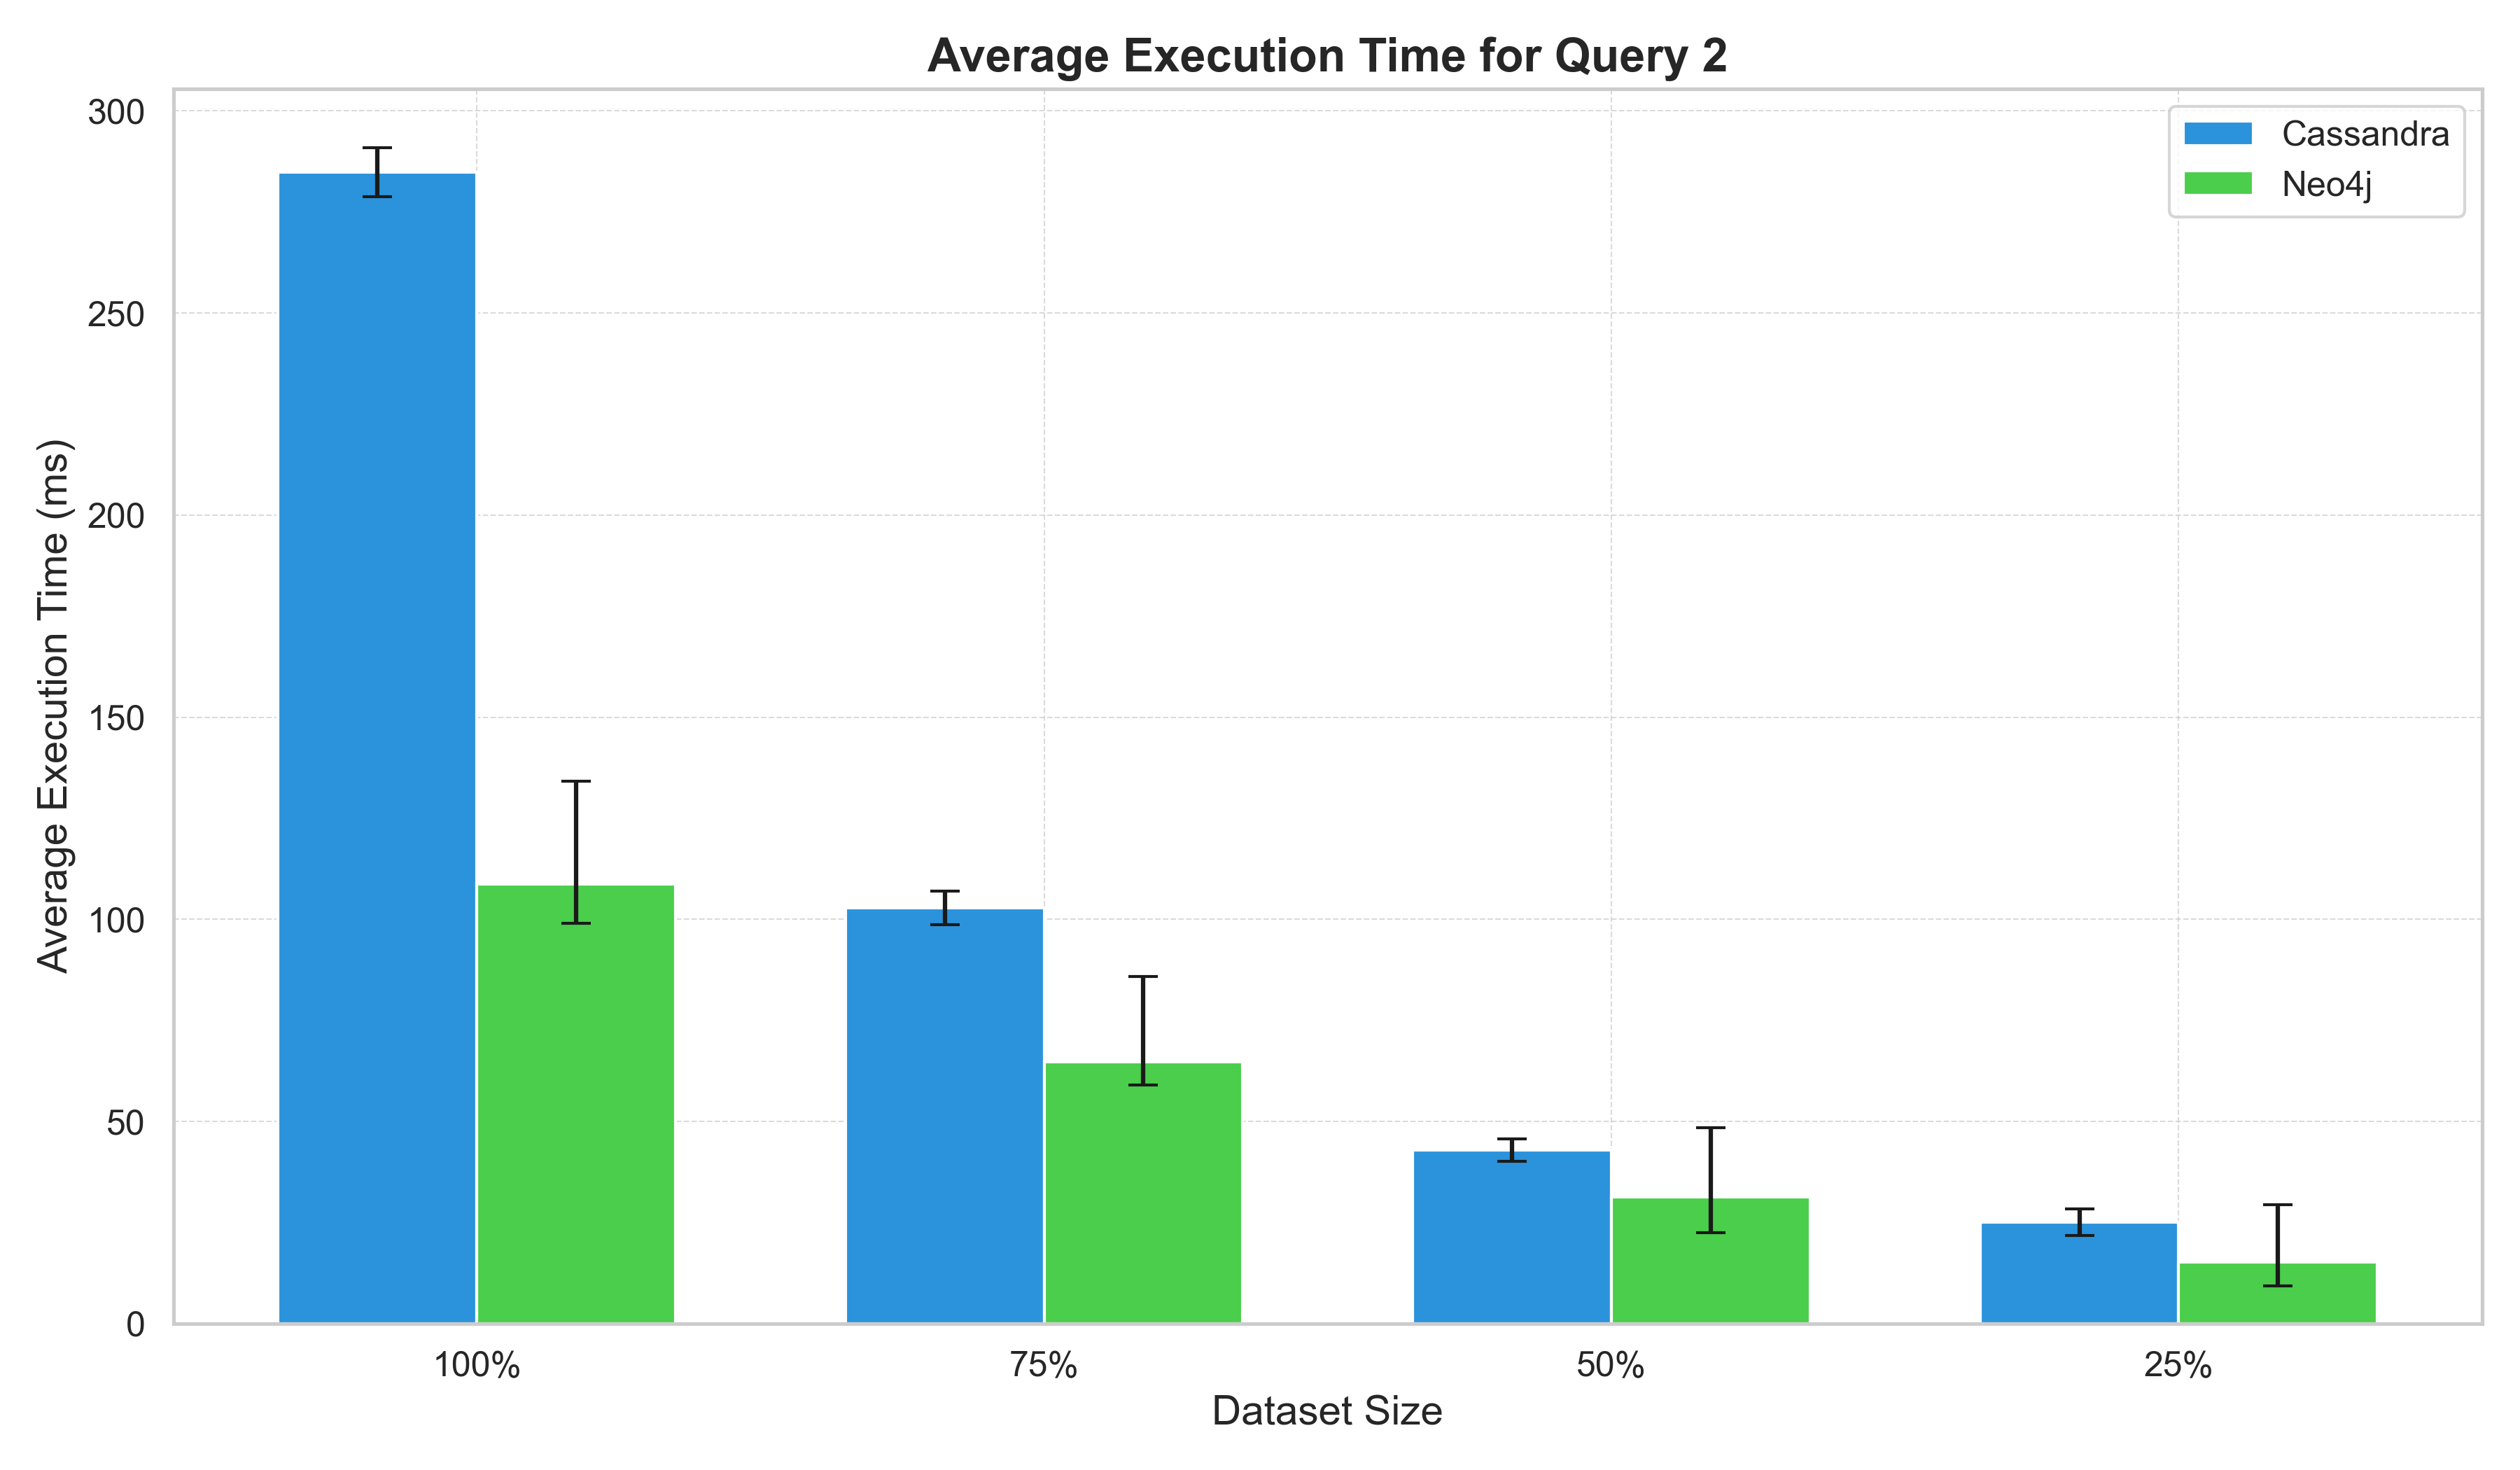 Average Execution Time for Query 2
Cassandra
Neo4j
Average Execution Time (ms)
300
250
200
150
100
50
0
100%
75%
50%
25%
Dataset Size